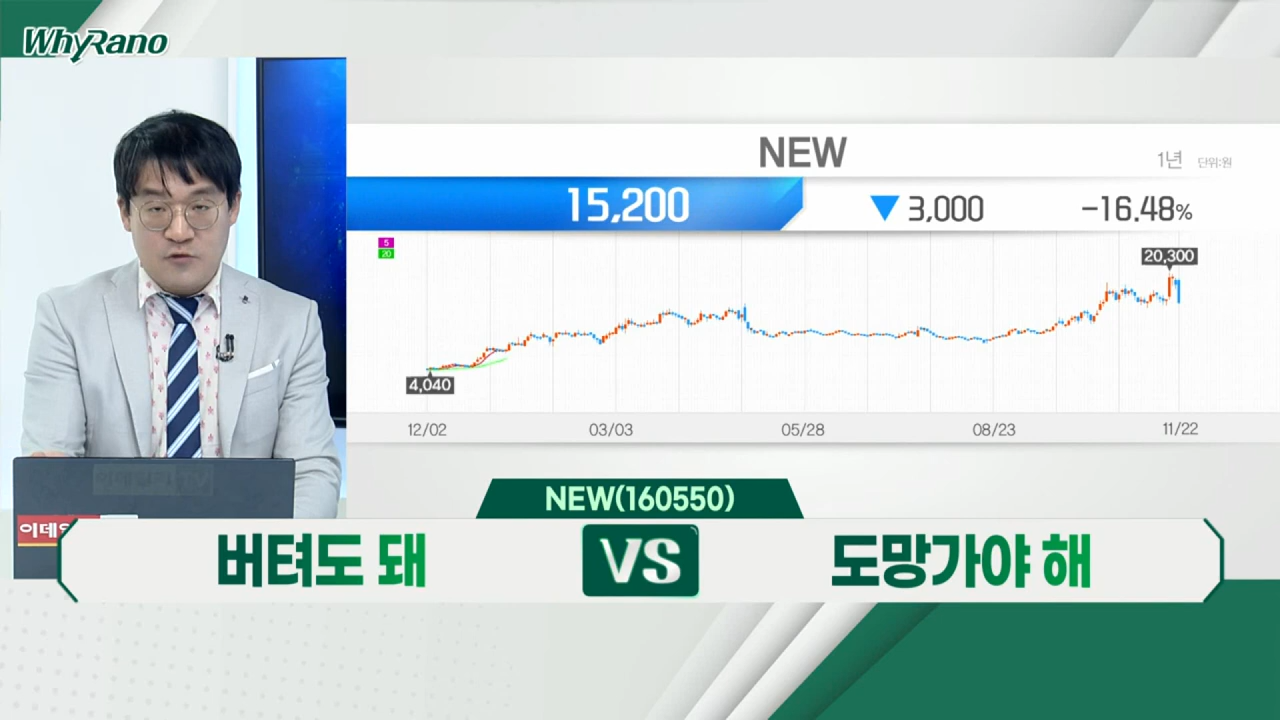 WhyRano
NEW
1년 단위:원
15,200 ▼ 3,000 -16.48%
5
20
20,300
4,040
12/02 03/03 05/28 08/23 11/22
NEW(160550)
이데
버텨도 돼 VS 도망가야 해